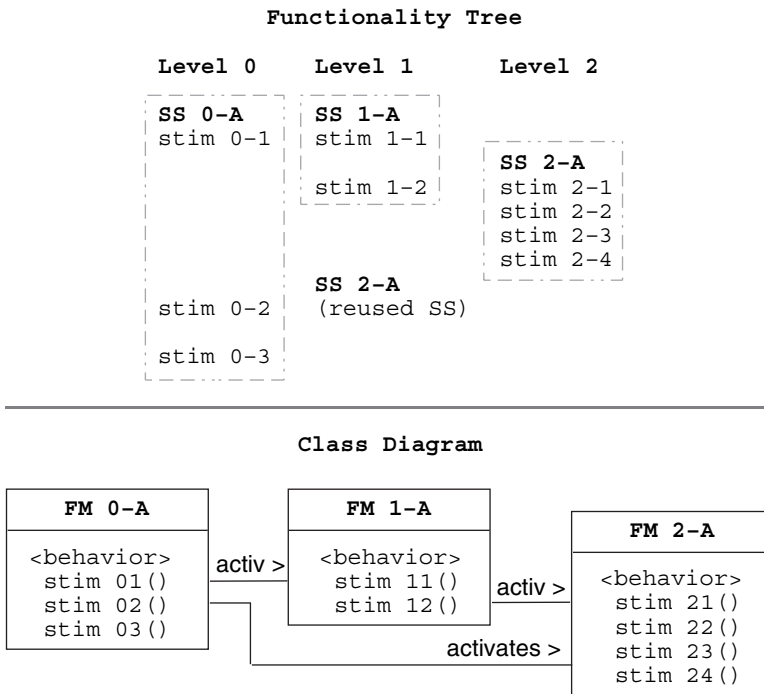 Functionality Tree
Level 0 Level 1 Level 2
SS 0-A
stim 0-1
stim 0-2
stim 0-3
SS 1-A
stim 1-1
stim 1-2
SS 2-A
(reused SS)
SS 2-A
stim 2-1
stim 2-2
stim 2-3
stim 2-4
Class Diagram
FM 0-A
<behavior>
stim 01()
stim 02()
stim 03()
activ >
FM 1-A
<behavior>
stim 11()
stim 12()
activ >
activates >
FM 2-A
<behavior>
stim 21()
stim 22()
stim 23()
stim 24()